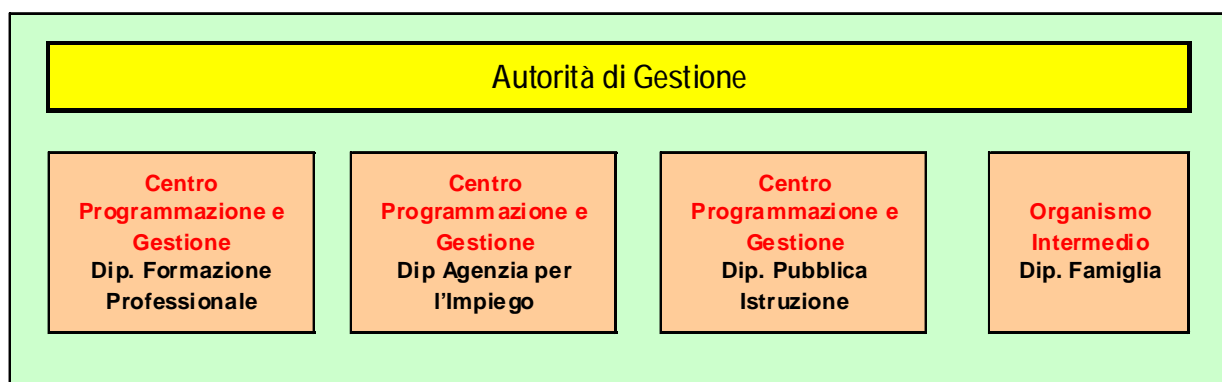 Autorità di Gestione
Centro
Programmazione e
Gestione
Dip. Formazione
Professionale
Centro
Programmazione e
Gestione
Dip Agenzia per
l'Impiego
Centro
Programmazione e
Gestione
Dip. Pubblica
Istruzione
Organismo
Intermedio
Dip. Famiglia